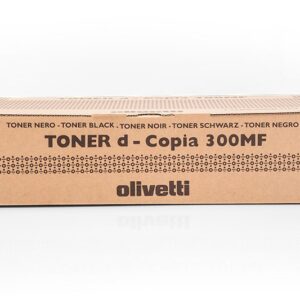 TONER NERO - TONER BLACK - TONER NOIR - TONER SCHWARZ - TONER NEGRO
TONER d - Copia 300MF
olivetti